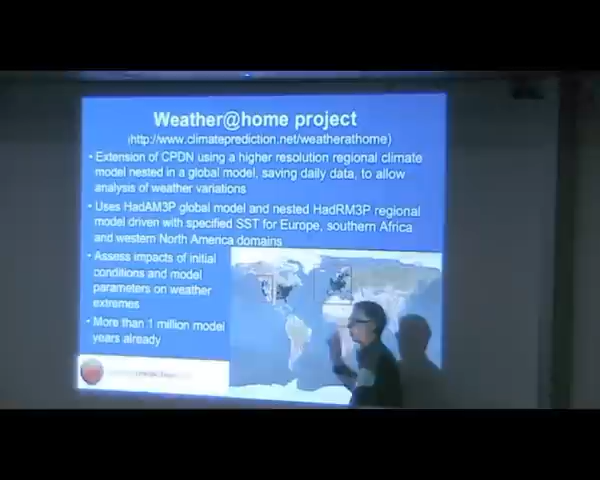 Weather@home project
(http://www.climateprediction.net/weatherathome)
• Extension of CPDN using a higher resolution regional climate
model nested in a global model, saving daily data, to allow
analysis of weather variations
• Uses HadAM3P global model and nested HadRM3P regional
model driven with specified SST for Europe, southern Africa
and western North America domains
• Assess impacts of initial
conditions and model
parameters on weather
extremes
• More than 1 million model
years already